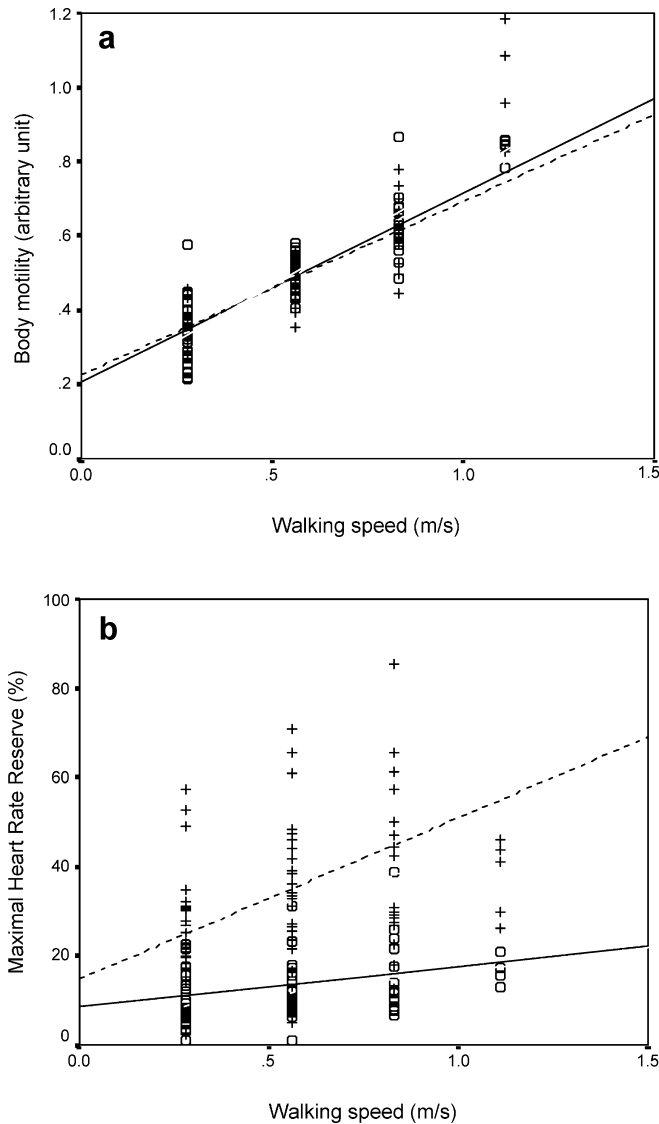 a
Body motility (arbitrary unit)
1.2
1.0
.8
.6
.4
.2
0.0
0.0 .5 1.0 1.5
Walking speed (m/s)
b
Maximal Heart Rate Reserve (%)
100
80
60
40
20
0
0.0 .5 1.0 1.5
Walking speed (m/s)